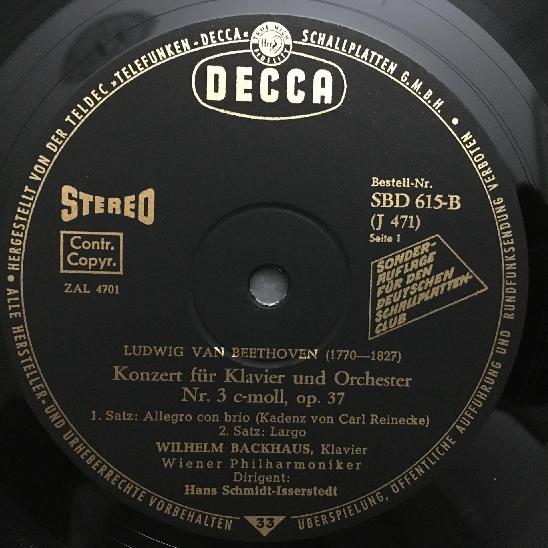 • HERGESTELLT VON DER TELDEC »TELEFUNKEN-DECCA« SCHALLPLATTEN G.M.B.H. •
DECCA
STEREO
Contr.
Copyr.
ZAL 4701
Bestell-Nr.
SBD 615-B
(J 471)
Seite 1
SONDER-
AUFLAGE
FÜR DEN
DEUTSCHEN
SCHALLPLATTEN-
CLUB
LUDWIG VAN BEETHOVEN (1770—1827)
Konzert für Klavier und Orchester
Nr. 3 c-moll, op. 37
1. Satz: Allegro con brio (Kadenz von Carl Reinecke)
2. Satz: Largo
WILHELM BACKHAUS, Klavier
Wiener Philharmoniker
Dirigent:
Hans Schmidt-Isserstedt
ALLE HERSTELLER- UND URHEBERRECHTE VORBEHALTEN
33
ÜBERSPIELUNG, ÖFFENTLICHE AUFFÜHRUNG UND RUNDFUNKSENDUNG VERBOTEN